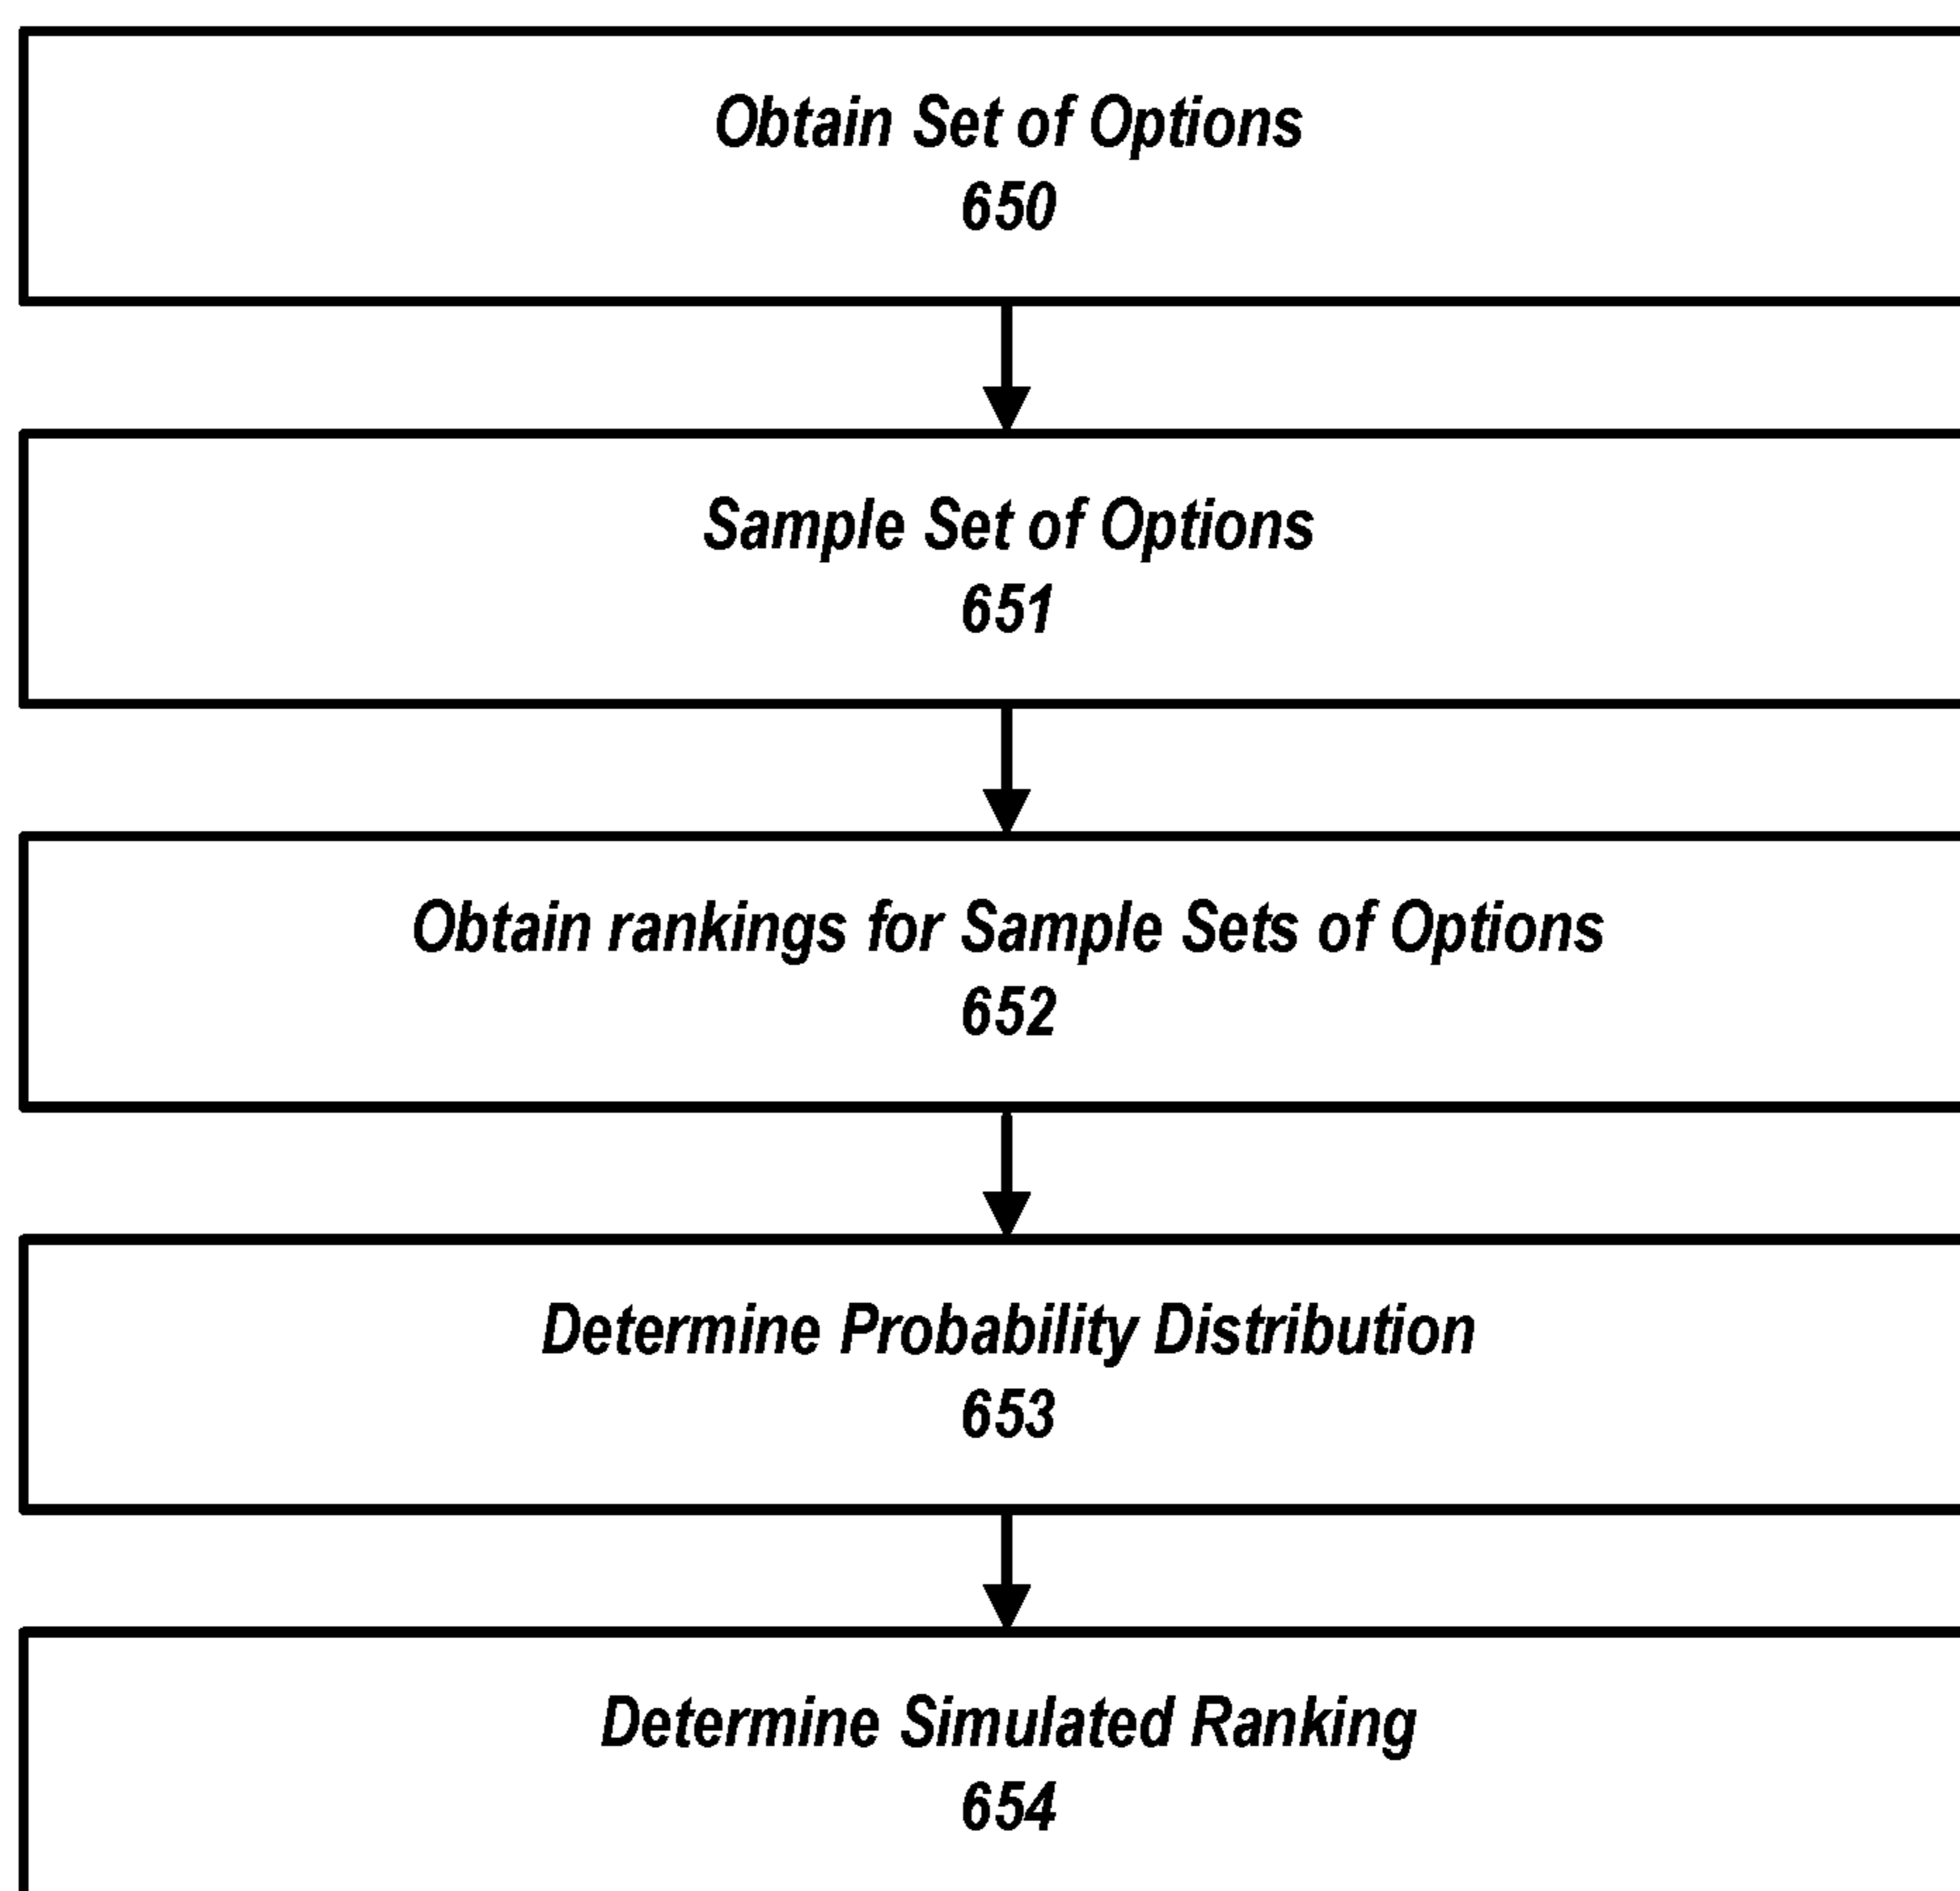 Obtain Set of Options
650
Sample Set of Options
651
Obtain rankings for Sample Sets of Options
652
Determine Probability Distribution
653
Determine Simulated Ranking
654